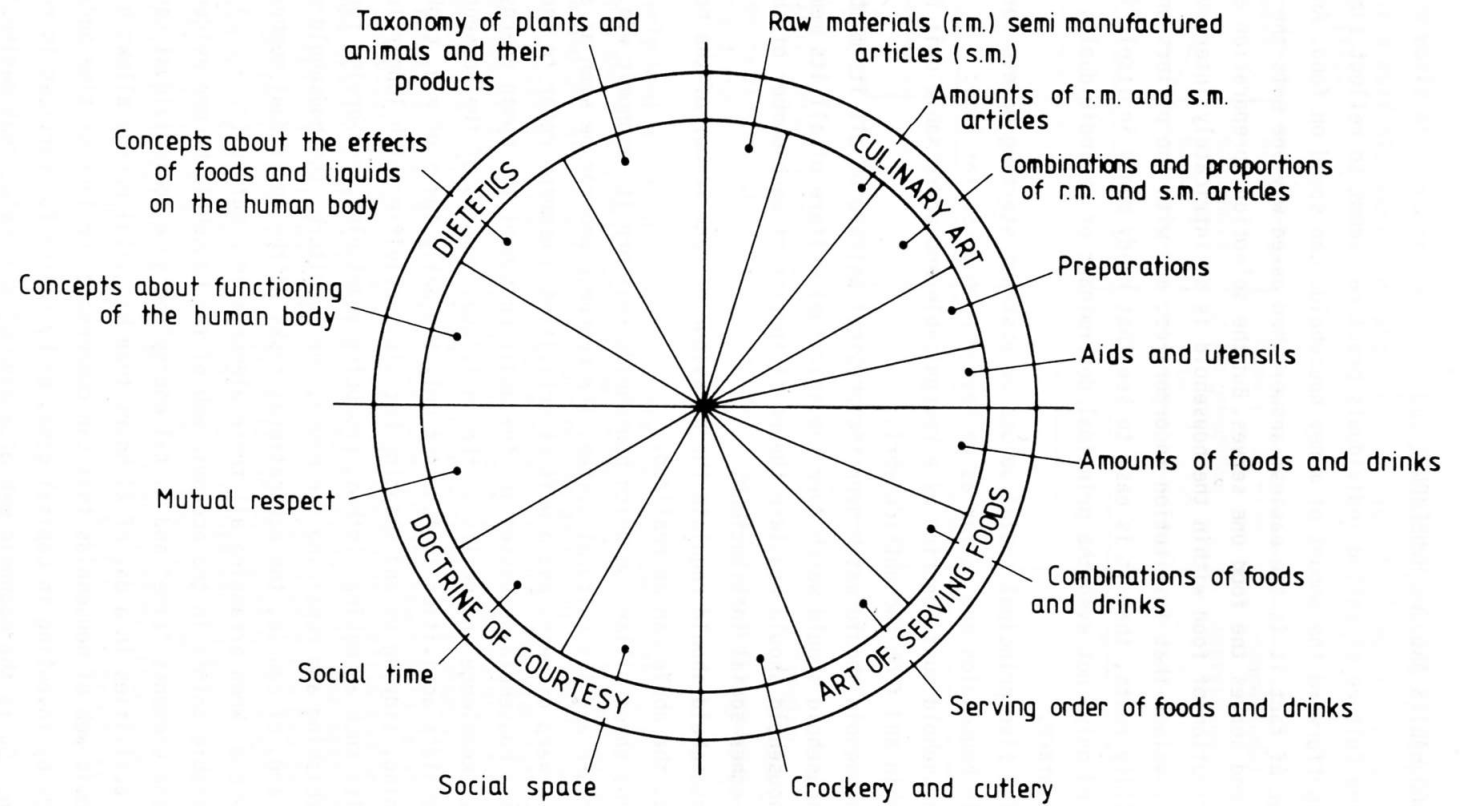 Taxonomy of plants and
animals and their
products
Raw materials (r.m.) semi manufactured
articles (s.m.)
Amounts of r.m. and s.m.
articles
Combinations and proportions
of r.m. and s.m. articles
Preparations
Aids and utensils
Amounts of foods and drinks
Combinations of foods
and drinks
Serving order of foods and drinks
Crockery and cutlery
Social space
Social time
Mutual respect
Concepts about functioning
of the human body
Concepts about the effects
of foods and liquids
on the human body
DIETETICS
CULINARY ART
ART OF SERVING FOODS
DOCTRINE OF COURTESY